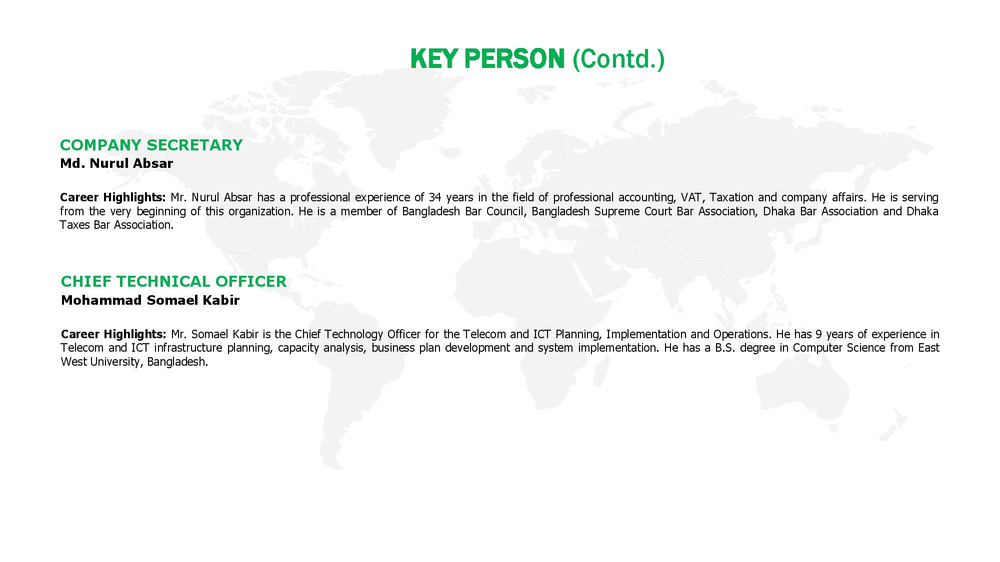 KEY PERSON (Contd.)
COMPANY SECRETARY
Md. Nurul Absar
Career Highlights: Mr. Nurul Absar has a professional experience of 34 years in the field of professional accounting, VAT, Taxation and company affairs. He is serving
from the very beginning of this organization. He is a member of Bangladesh Bar Council, Bangladesh Supreme Court Bar Association, Dhaka Bar Association and Dhaka
Taxes Bar Association.
CHIEF TECHNICAL OFFICER
Mohammad Somael Kabir
Career Highlights: Mr. Somael Kabir is the Chief Technology Officer for the Telecom and ICT Planning, Implementation and Operations. He has 9 years of experience in
Telecom and ICT infrastructure planning, capacity analysis, business plan development and system implementation. He has a B.S. degree in Computer Science from East
West University, Bangladesh.